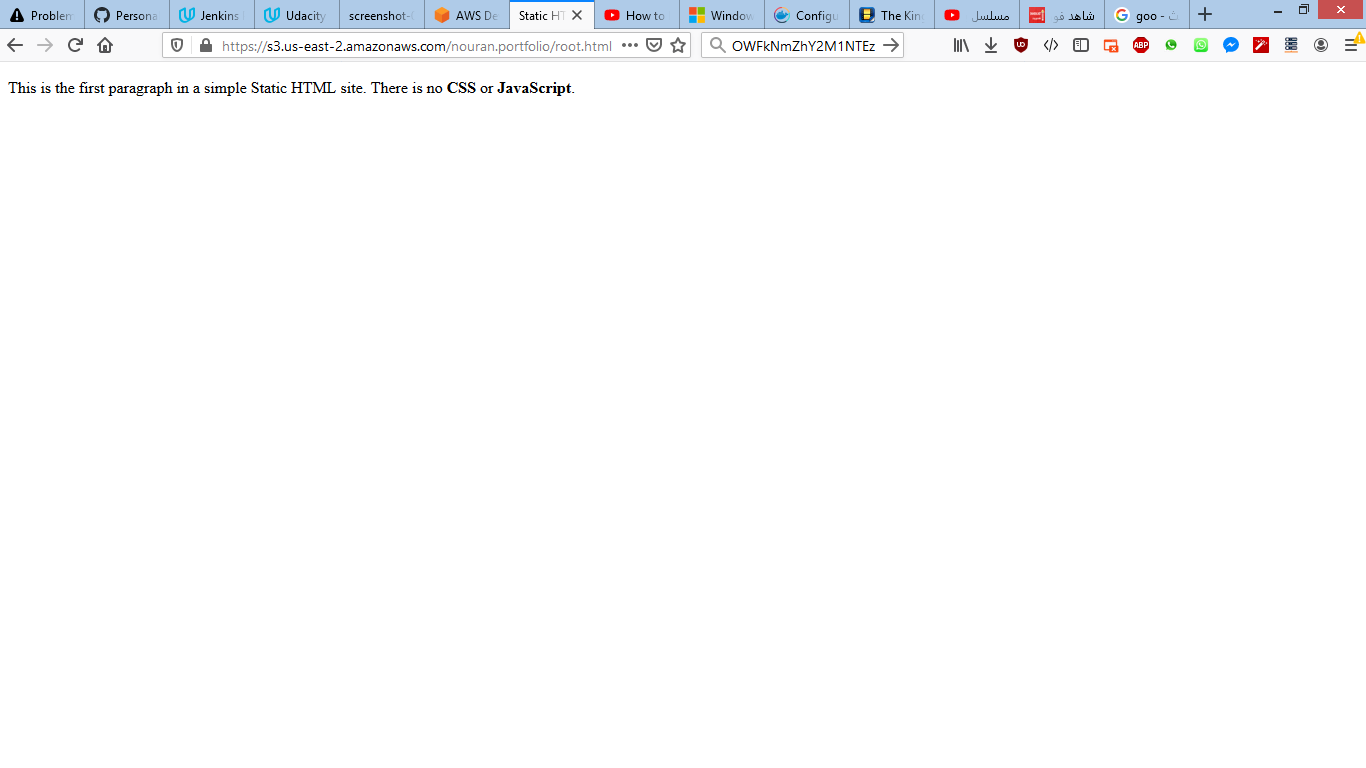 Problem
Persona
Jenkins
Udacity
screenshot-
AWS De
Static HT
How to
Window
Configu
The King
مسلسل
شاهد فو
goo -
https://s3.us-east-2.amazonaws.com/nouran.portfolio/root.html
OWFkNmZhY2M1NTEz
UD
ABP
This is the first paragraph in a simple Static HTML site. There is no CSS or JavaScript.